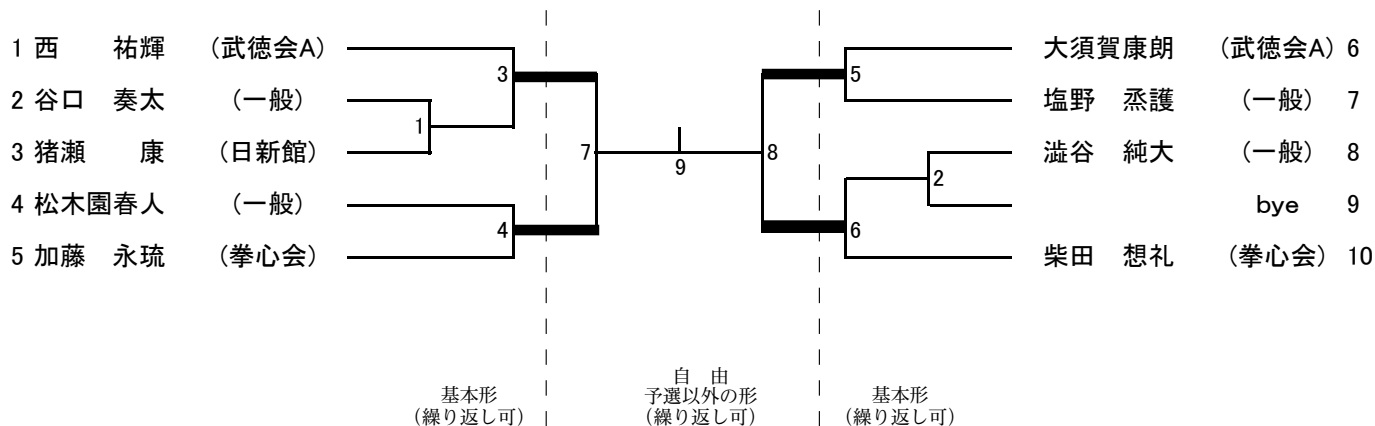 1 西　　祐輝　(武徳会A)
2 谷口　奏太　(一般)
3 猪瀬　　康　(日新館)
4 松木園春人　(一般)
5 加藤　永琉　(拳心会)
3
1
4
7
9
8
5
2
6
大須賀康朗　(武徳会A) 6
塩野　烝護　(一般) 7
澁谷　純大　(一般) 8
bye 9
柴田　想礼　(拳心会) 10
基本形
(繰り返し可)
自　由
予選以外の形
(繰り返し可)
基本形
(繰り返し可)